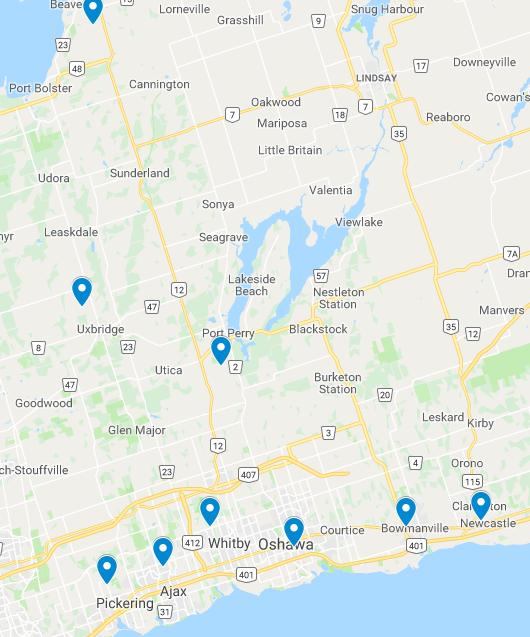 Beave
Lorneville
Snug Harbour
Grasshill
9
23
48
17
Downeyville
LINDSAY
Port Bolster
Cannington
Cowan's
Oakwood
7
7
18
Reaboro
Mariposa
35
Little Britain
Udora
Sunderland
Valentia
Sonya
Viewlake
Leaskdale
Seagrave
nyr
7A
Lakeside
Beach
57
Dran
12
Nestleton
Station
47
Manvers
Uxbridge
Port Perry
Blackstock
35
12
8
23
2
Utica
Burketon
Station
47
20
Goodwood
Leskard
Kirby
Glen Major
3
12
ch-Stouffville
23
407
4
Orono
115
Cla
ton
Newcastle
412
Whitby
Oshawa
Courtice
Bowmanville
401
401
Ajax
Pickering
31